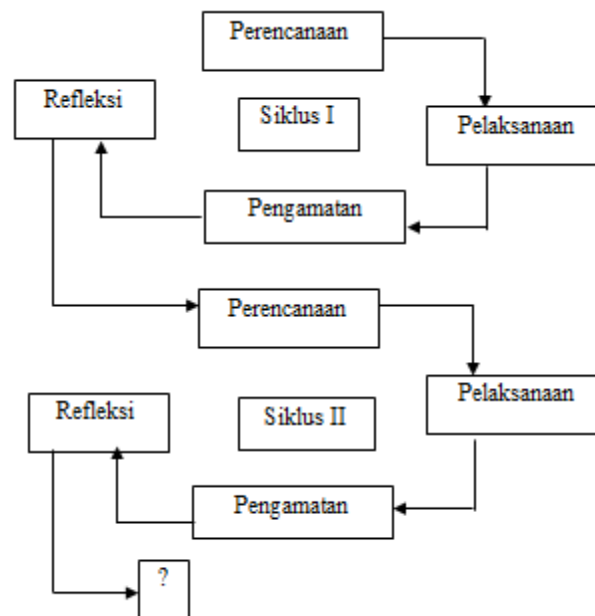 Perencanaan
Refleksi
Siklus I
Pelaksanaan
Pengamatan
Perencanaan
Pelaksanaan
Refleksi
Siklus II
Pengamatan
?